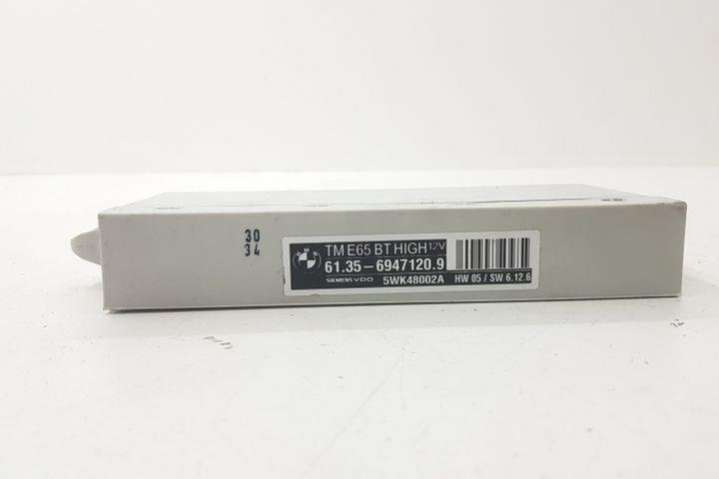 30
34
TM E65 BT HIGH 12V
61.35-6947120.9
SIEMENS VDO 5WK48002A HW 05 / SW 6.12.6